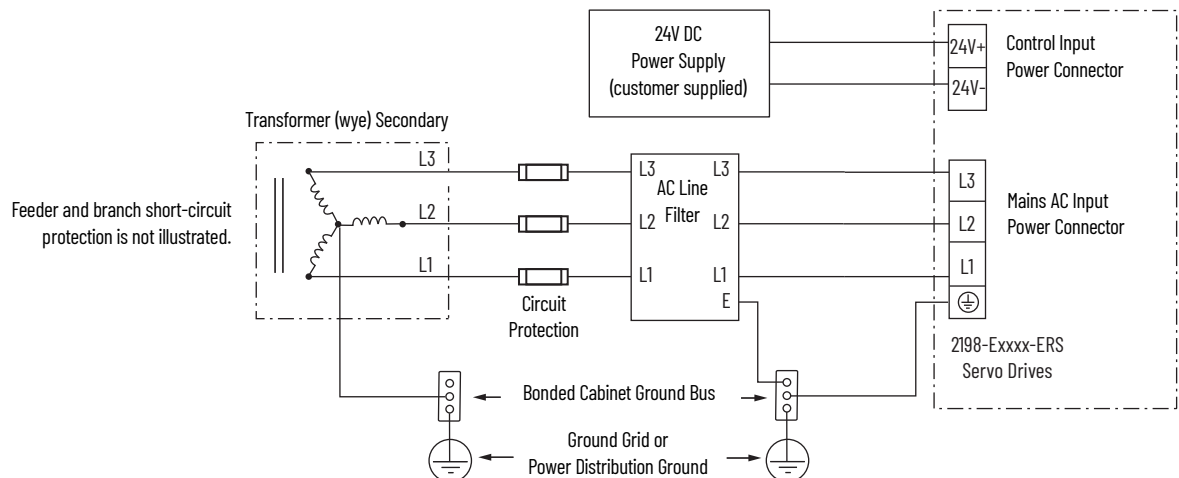 24V DC
Power Supply
(customer supplied)
24V+
24V-
Control Input
Power Connector
Transformer (wye) Secondary
L3
L2
L1
Feeder and branch short-circuit
protection is not illustrated.
Circuit
Protection
L3
L2
L1
AC Line
Filter
L3
L2
L1
E
L3
L2
L1
Mains AC Input
Power Connector
2198-Exxxx-ERS
Servo Drives
Bonded Cabinet Ground Bus
Ground Grid or
Power Distribution Ground